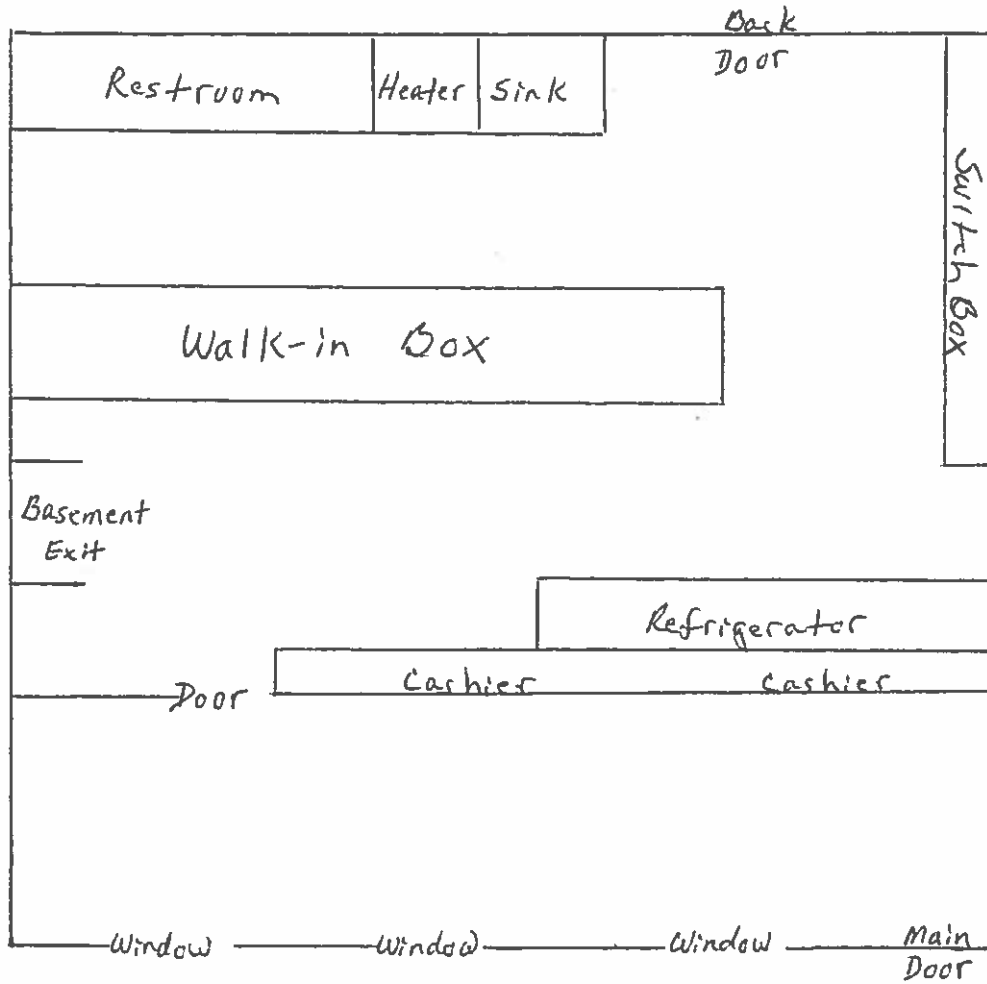 Back
Door
Restroom
Heater
Sink
Switch Box
Walk-in Box
Basement
Exit
Refrigerator
Cashier
Cashier
Door
Window
Window
Window
Main
Door